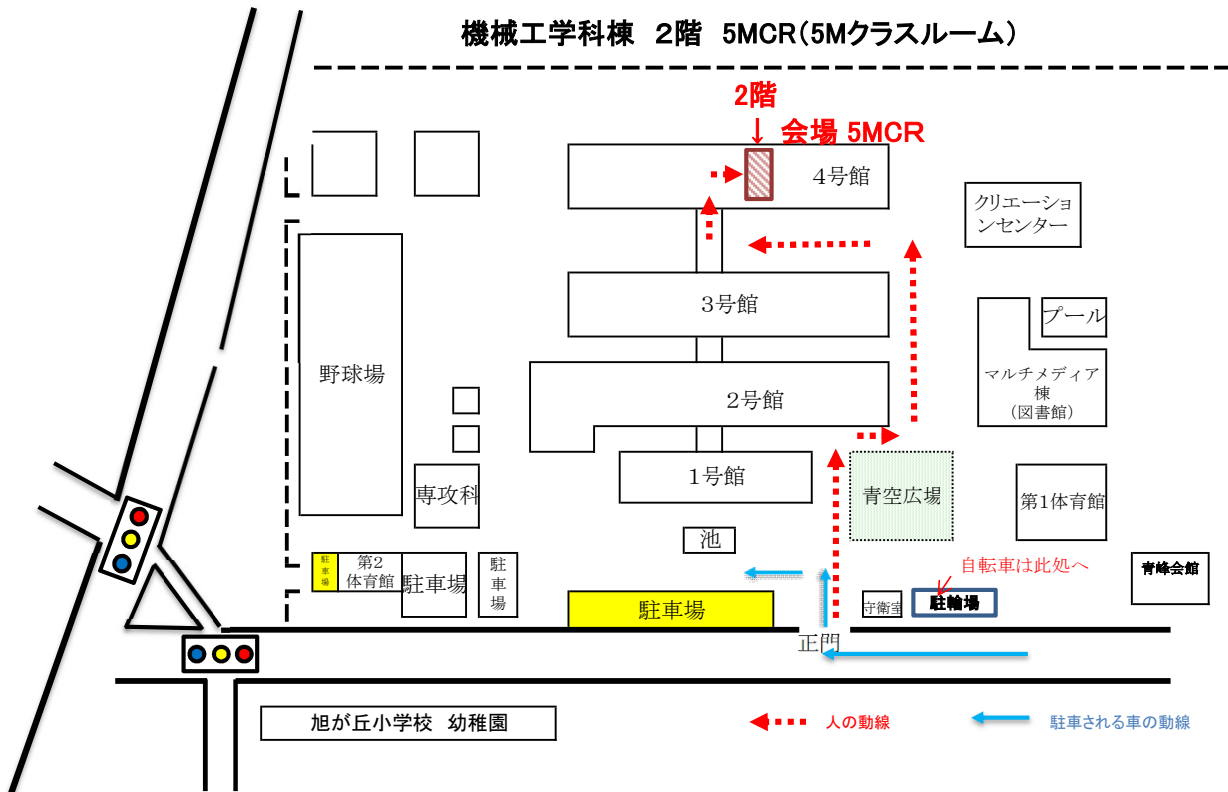 機械工学科棟 2階 5MCR(5Mクラスルーム)
2階
↓ 会場 5MCR
4号館
クリエーショ
ンセンター
3号館
プール
野球場
マルチメディア
棟
(図書館)
2号館
1号館
青空広場
専攻科
第1体育館
池
駐車場
第2
体育館
駐車場
駐車場
自転車は此処へ
青峰会館
駐車場
守衛室
駐輪場
正門
旭が丘小学校 幼稚園
人の動線
駐車される車の動線